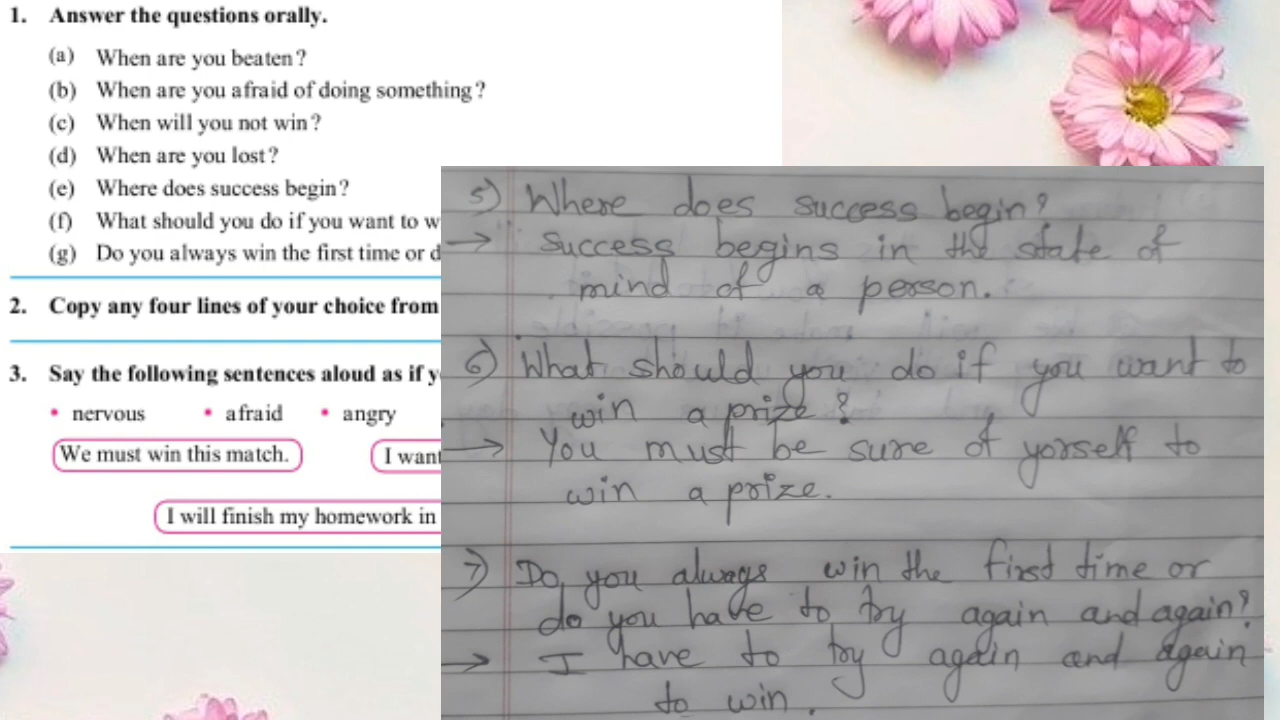 1. Answer the questions orally.
(a) When are you beaten?
(b) When are you afraid of doing something?
(c) When will you not win?
(d) When are you lost?
(e) Where does success begin?
(f) What should you do if you want to w
(g) Do you always win the first time or d
2. Copy any four lines of your choice from
3. Say the following sentences aloud as if y
• nervous • afraid • angry
We must win this match. I want
I will finish my homework in
5) Where does success begin?
→ Success begins in the state of
mind of a person.
6) What should you do if you want to
win a prize?
→ You must be sure of yorself to
win a prize.
7) Do you always win the first time or
do you have to try again and again?
→ I have to try again and again
to win.